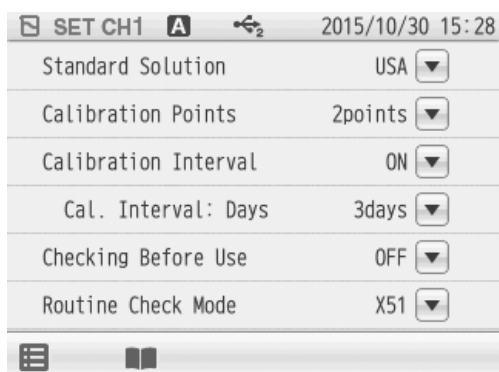 SET CH1 A 2 2015/10/30 15:28
Standard Solution USA
Calibration Points 2points
Calibration Interval ON
Cal. Interval: Days 3days
Checking Before Use OFF
Routine Check Mode X51